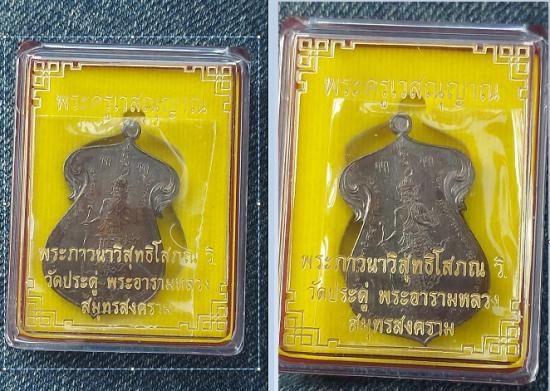 พระครูเวสณุญาณ
พระภาวนาวิสุทธิโสภณ วิ.
วัดประดู่ พระอารามหลวง
สมุทรสงคราม
พระครูเวสณุญาณ
พระภาวนาวิสุทธิโสภณ วิ.
วัดประดู่ พระอารามหลวง
สมุทรสงคราม